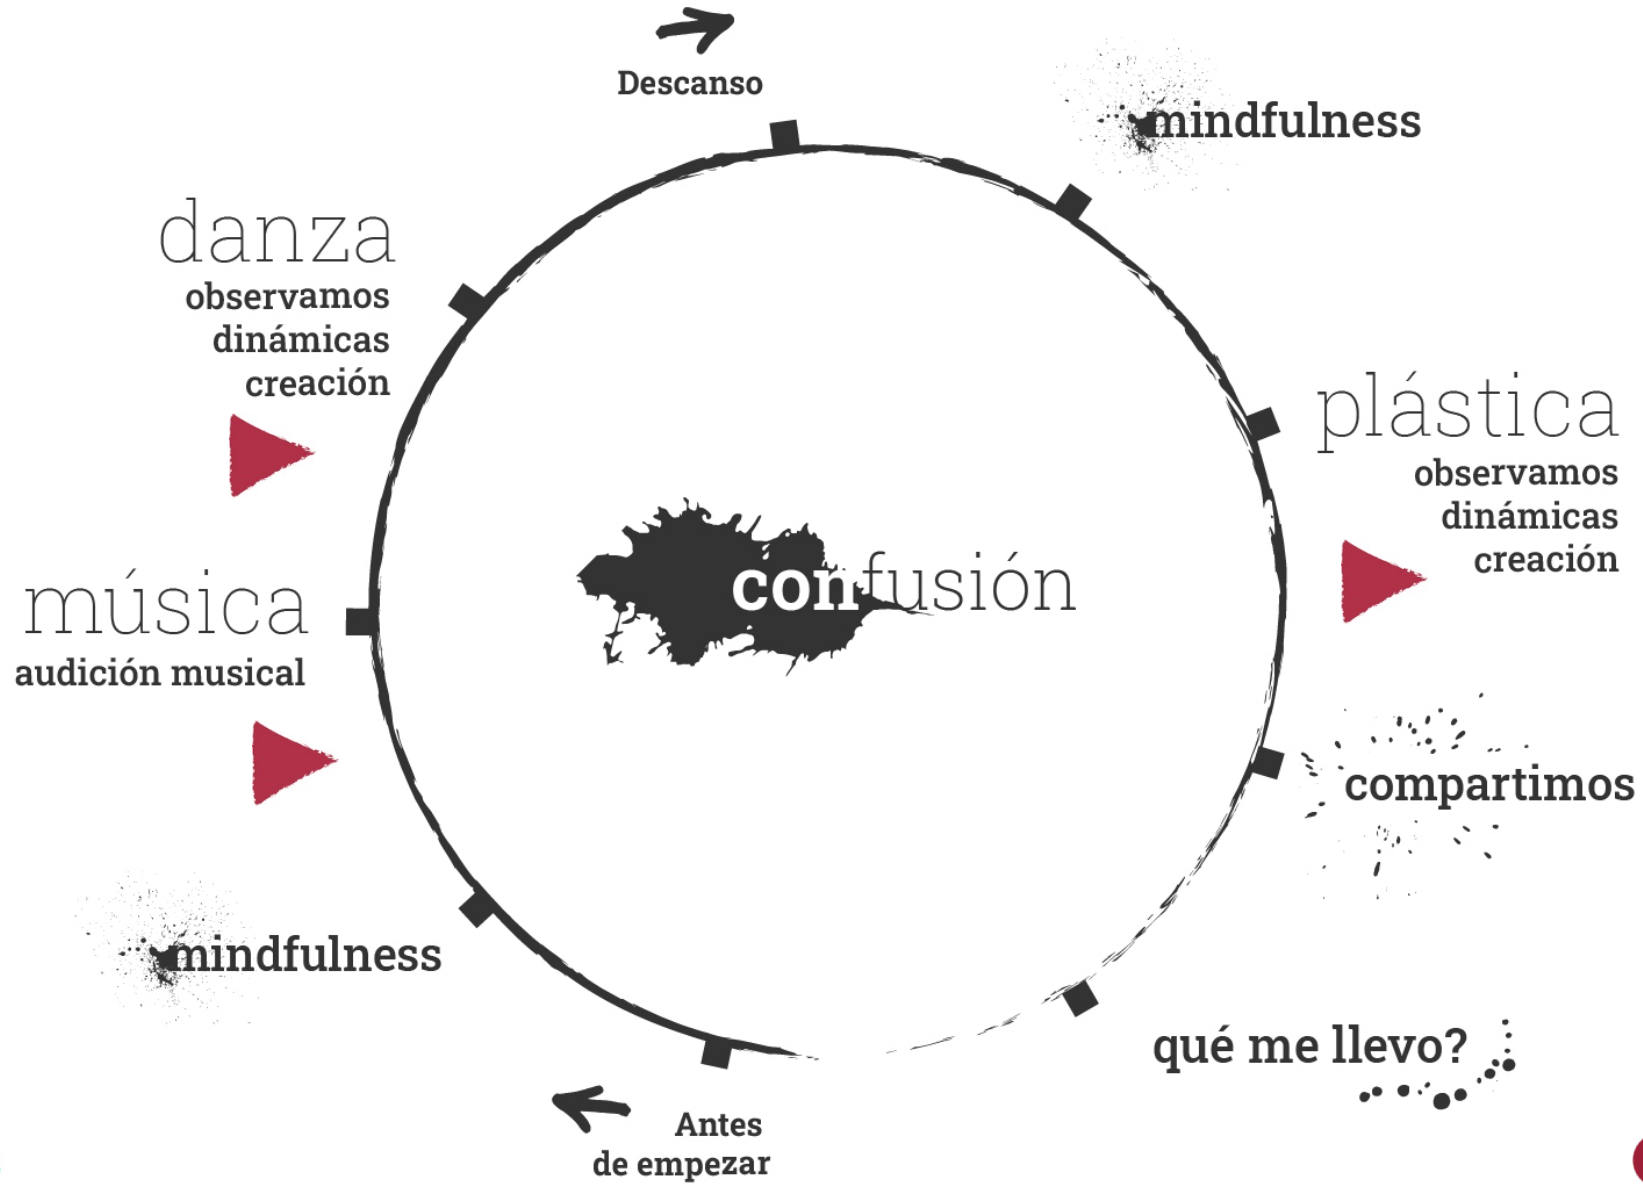 Descanso
mindfulness
danza
observamos
dinámicas
creación
plástica
observamos
dinámicas
creación
confusión
música
audición musical
compartimos
mindfulness
qué me llevo?
Antes
de empezar